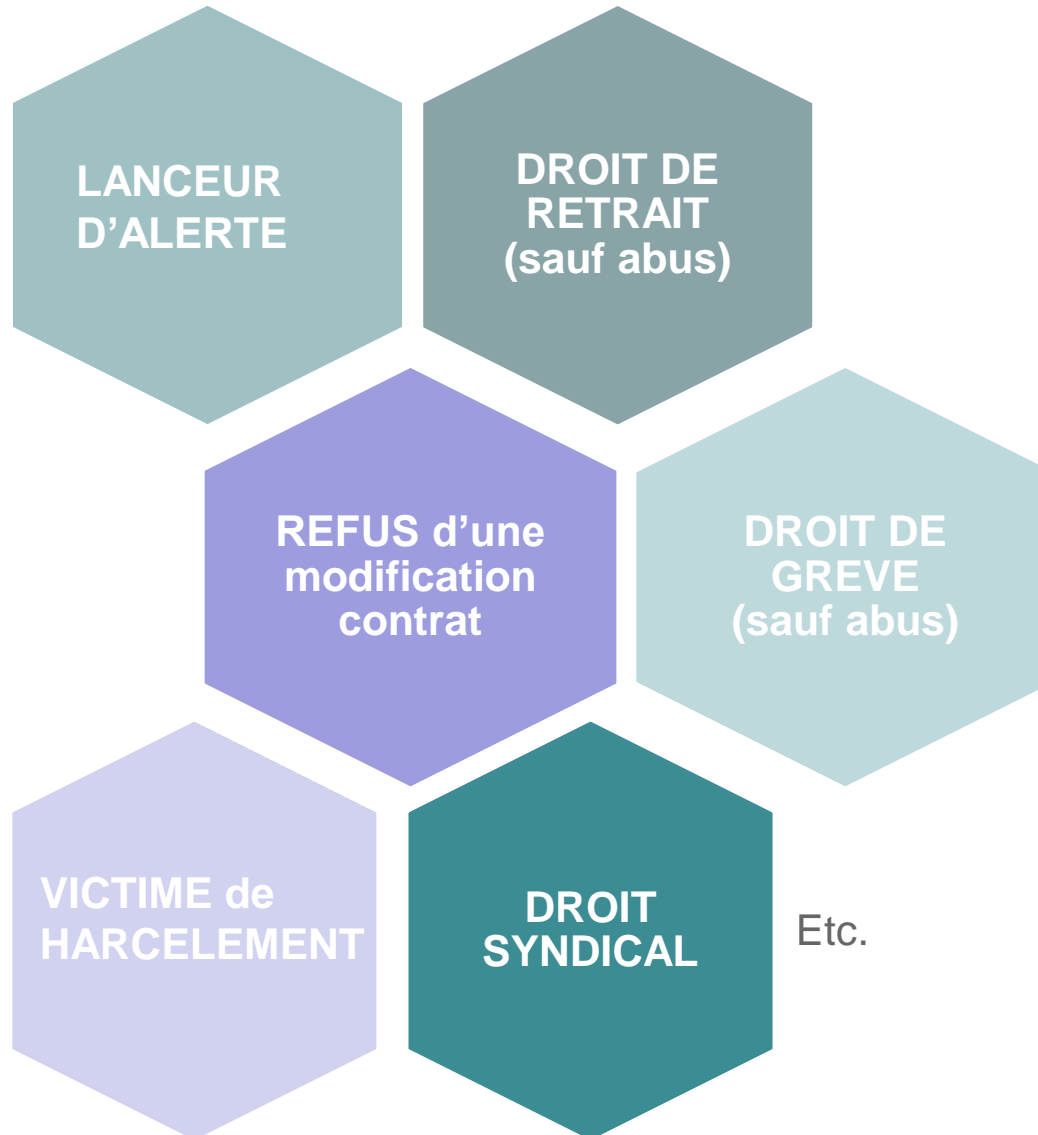 LANCEUR
D’ALERTE
DROIT DE
RETRAIT
(sauf abus)
REFUS d’une
modification
contrat
DROIT DE
GREVE
(sauf abus)
VICTIME de
HARCELEMENT
DROIT
SYNDICAL
Etc.